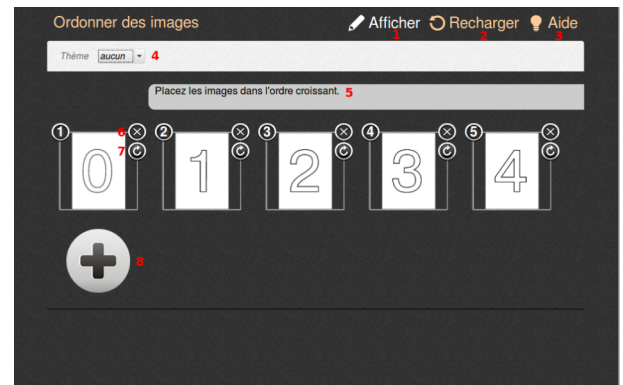 Ordonner des images Afficher Recharger Aide
1 2 3
Thème aucun 4
Placez les images dans l'ordre croissant. 5
1 6 2 3 4 5
7
0 1 2 3 4
8